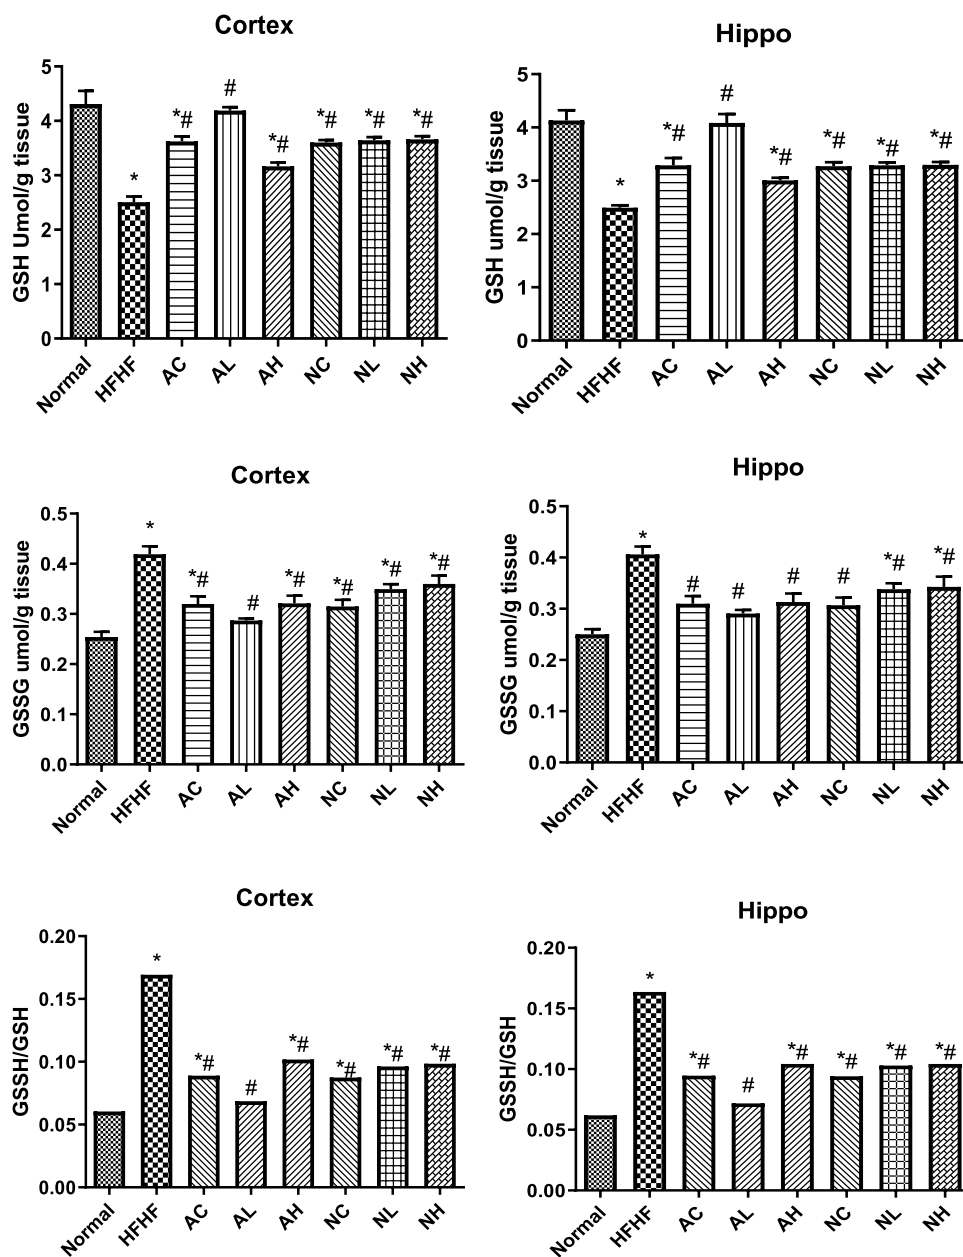 Cortex
GSH Umol/g tissue
5
4
3
2
1
0
* *# # *# *# *# *#
Normal HFHF AC AL AH NC NL NH
Hippo
GSH umol/g tissue
5
4
3
2
1
0
* *# # *# *# *# *#
Normal HFHF AC AL AH NC NL NH
Cortex
GSSG umol/g tissue
0.5
0.4
0.3
0.2
0.1
0.0
* *# # *# *# *# *#
Normal HFHF AC AL AH NC NL NH
Hippo
GSSG umol/g tissue
0.5
0.4
0.3
0.2
0.1
0.0
* # # # # *# *#
Normal HFHF AC AL AH NC NL NH
Cortex
GSSH/GSH
0.20
0.15
0.10
0.05
0.00
* *# # *# *# *# *#
Normal HFHF AC AL AH NC NL NH
Hippo
GSSH/GSH
0.20
0.15
0.10
0.05
0.00
* *# # *# *# *# *#
Normal HFHF AC AL AH NC NL NH